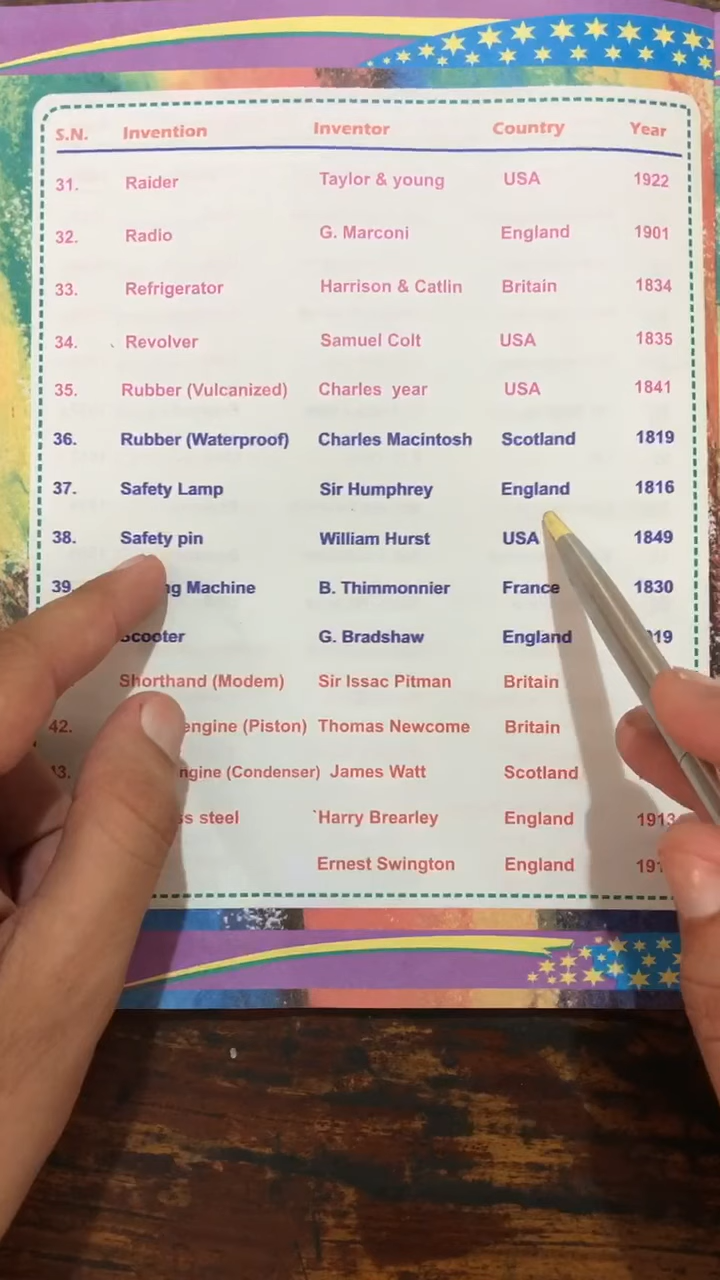 S.N. Invention Inventor Country Year
31. Raider Taylor & young USA 1922
32. Radio G. Marconi England 1901
33. Refrigerator Harrison & Catlin Britain 1834
34. Revolver Samuel Colt USA 1835
35. Rubber (Vulcanized) Charles year USA 1841
36. Rubber (Waterproof) Charles Macintosh Scotland 1819
37. Safety Lamp Sir Humphrey England 1816
38. Safety pin William Hurst USA 1849
39. Machine B. Thimmonnier France 1830
Scooter G. Bradshaw England
Shorthand (Modem) Sir Issac Pitman Britain
42. engine (Piston) Thomas Newcome Britain
(Condenser) James Watt Scotland
steel Harry Brearley England 1913
Ernest Swington England